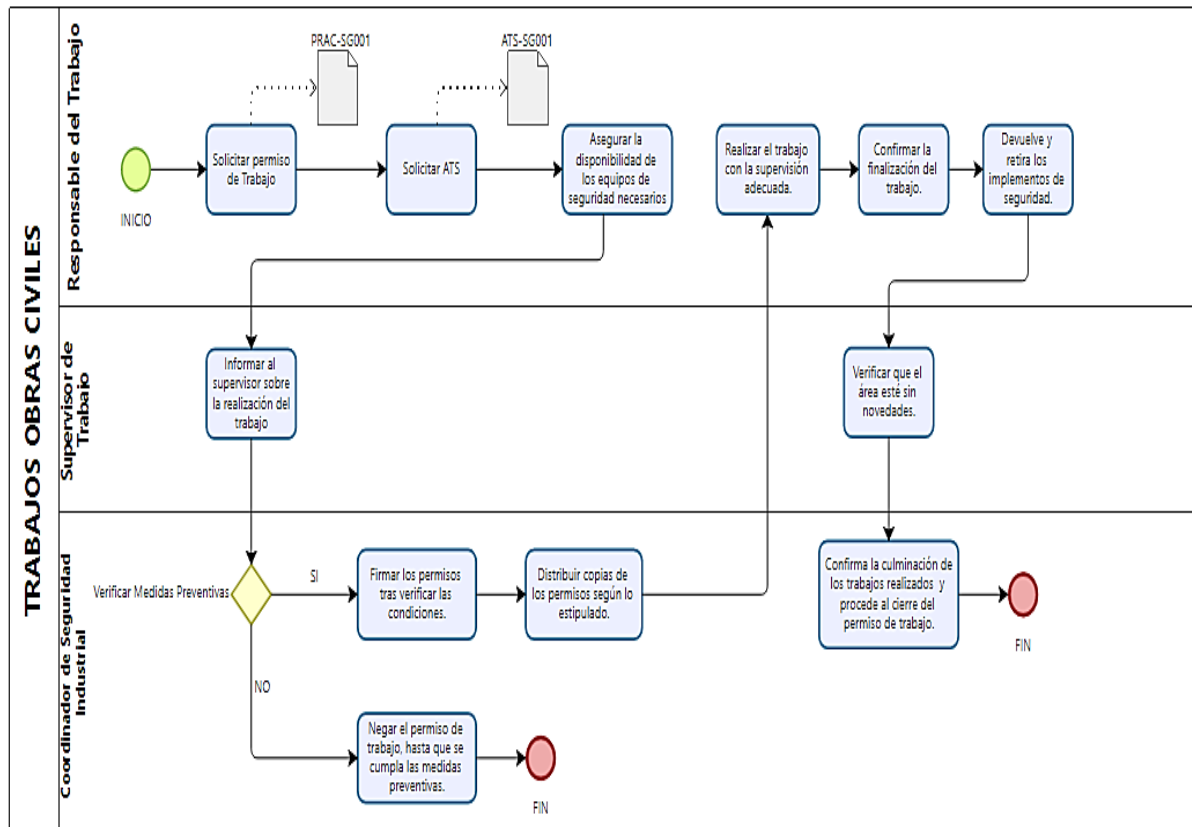 TRABAJOS OBRAS CIVILES
Responsable del Trabajo
PRAC-SG001
ATS-SG001
INICIO
Solicitar permiso
de Trabajo
Solicitar ATS
Asegurar la
disponibilidad de
los equipos de
seguridad necesarios
Realizar el trabajo
con la supervisión
adecuada.
Confirmar la
finalización del
trabajo.
Devuelve y
retira los
implementos de
seguridad.
Supervisor de
Trabajo
Informar al
supervisor sobre
la realización del
trabajo
Verificar que el
área esté sin
novedades.
Coordinador de Seguridad
Industrial
Verificar Medidas Preventivas
SI
Firmar los permisos
tras verificar las
condiciones.
Distribuir copias de
los permisos según lo
estipulado.
Confirma la culminación de
los trabajos realizados y
procede al cierre del
permiso de trabajo.
FIN
NO
Negar el permiso de
trabajo, hasta que se
cumpla las medidas
preventivas.
FIN